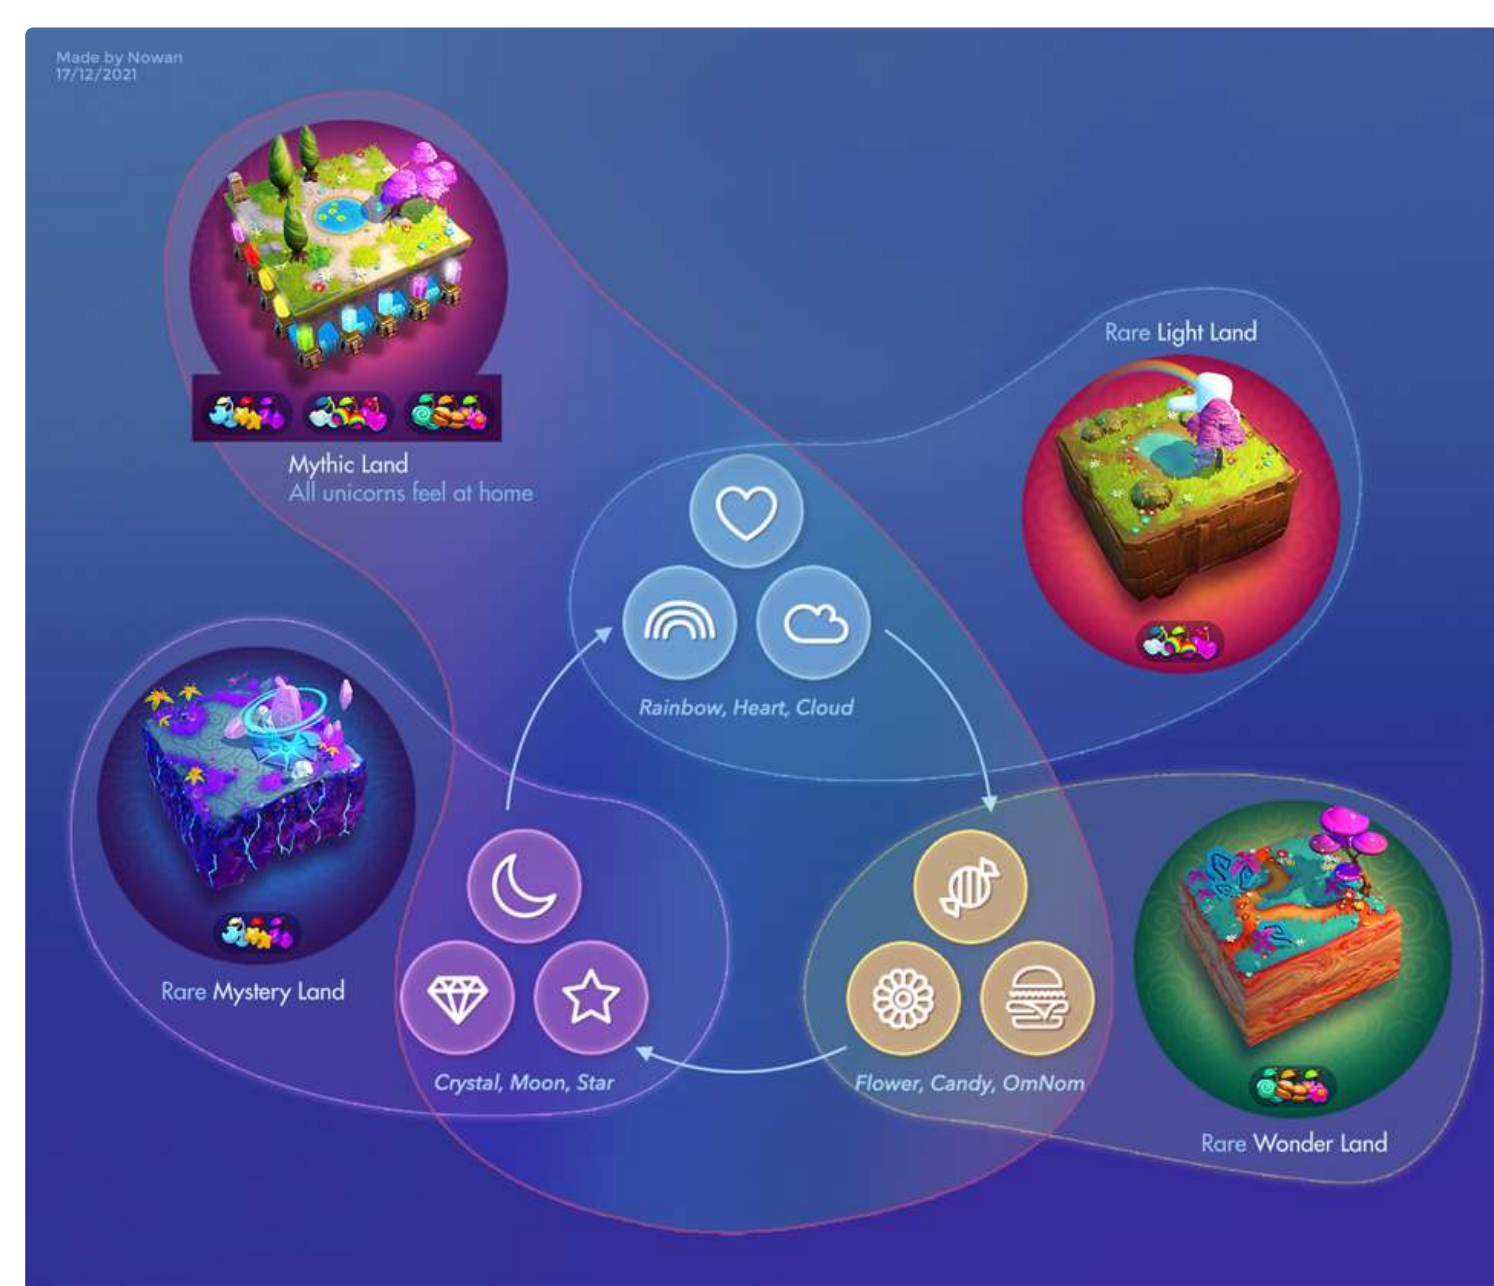 Made by Nowan
17/12/2021
Rare Light Land
Mythic Land
All unicorns feel at home
Rainbow, Heart, Cloud
Rare Mystery Land
Crystal, Moon, Star
Flower, Candy, OmNom
Rare Wonder Land